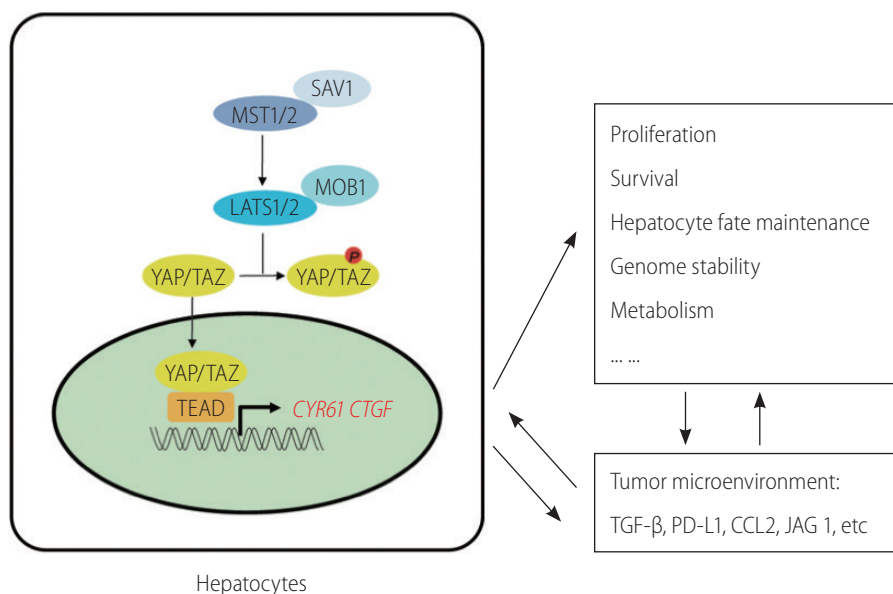 SAV1
MST1/2
MOB1
LATS1/2
YAP/TAZ
P
YAP/TAZ
YAP/TAZ
TEAD
CYR61 CTGF
Hepatocytes
Proliferation
Survival
Hepatocyte fate maintenance
Genome stability
Metabolism
... ...
Tumor microenvironment:
TGF-β, PD-L1, CCL2, JAG 1, etc